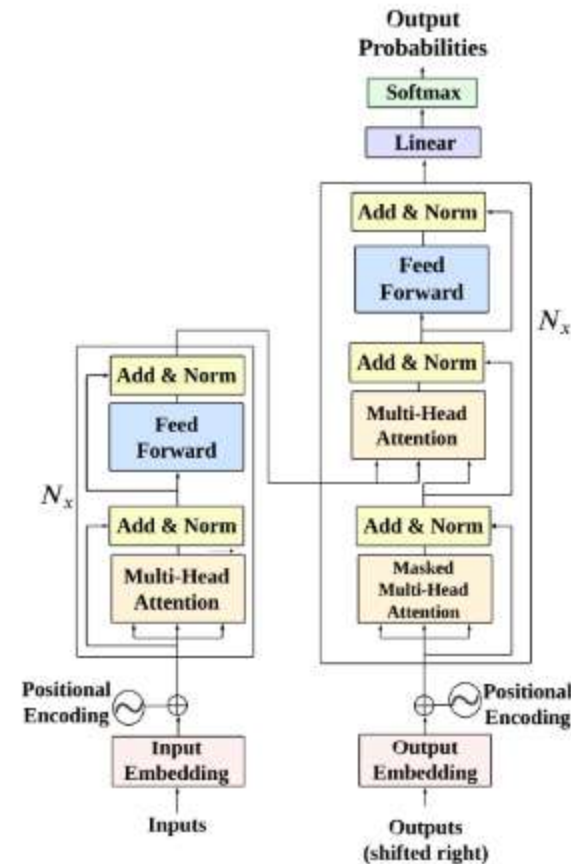 Output
Probabilities
Softmax
Linear
Add & Norm
Feed
Forward
Add & Norm
Multi-Head
Attention
Add & Norm
Masked
Multi-Head
Attention
Nₓ
Positional
Encoding
Output
Embedding
Outputs
(shifted right)
Add & Norm
Feed
Forward
Add & Norm
Multi-Head
Attention
Nₓ
Positional
Encoding
Input
Embedding
Inputs